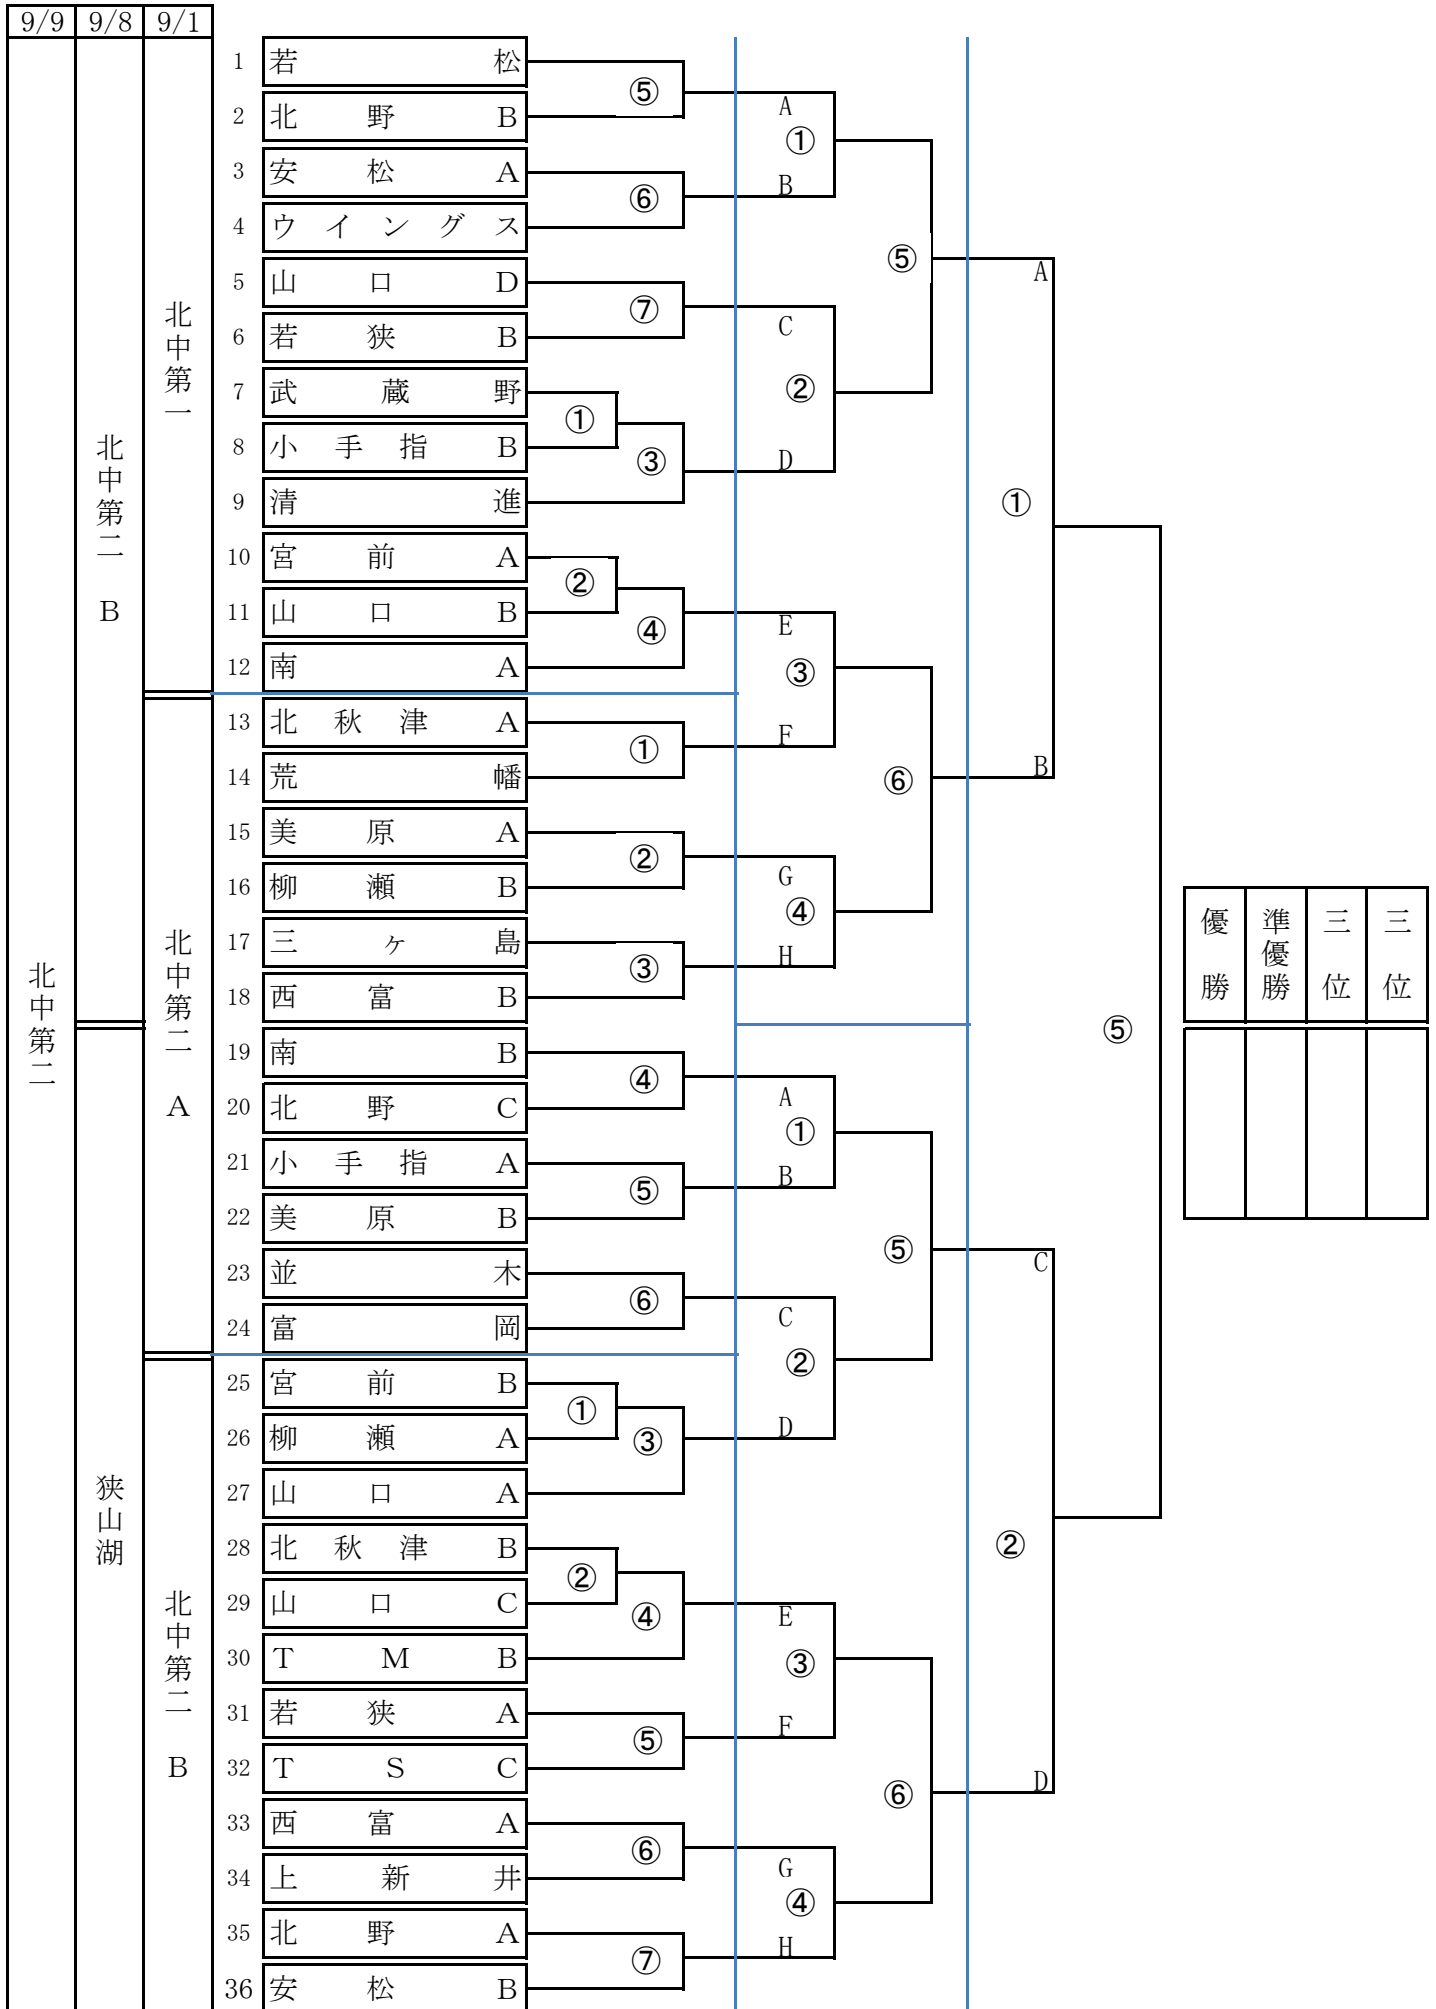 9/9 9/8 9/1
北中第二
北中第二 B
狭山湖
北中第一
北中第二 A
北中第二 B
1 若松
2 北野B
3 安松A
4 ウイングス
5 山口D
6 若狭B
7 武蔵野
8 小手指B
9 清進
10 宮前A
11 山口B
12 南A
13 北秋津A
14 荒幡
15 美原A
16 柳瀬B
17 三ヶ島
18 西富B
19 南B
20 北野C
21 小手指A
22 美原B
23 並木
24 富岡
25 宮前B
26 柳瀬A
27 山口A
28 北秋津B
29 山口C
30 TMB
31 若狭A
32 TSC
33 西富A
34 上新井
35 北野A
36 安松B
①
②
①
②
⑤
⑥
⑦
③
④
①
②
③
④
⑤
⑥
③
④
⑤
⑥
⑦
A
①
B
C
②
D
E
③
F
G
④
H
A
①
B
C
②
D
E
③
F
G
④
H
⑤
⑥
⑤
⑥
A
①
B
C
②
D
⑤
優勝 準優勝 三位 三位